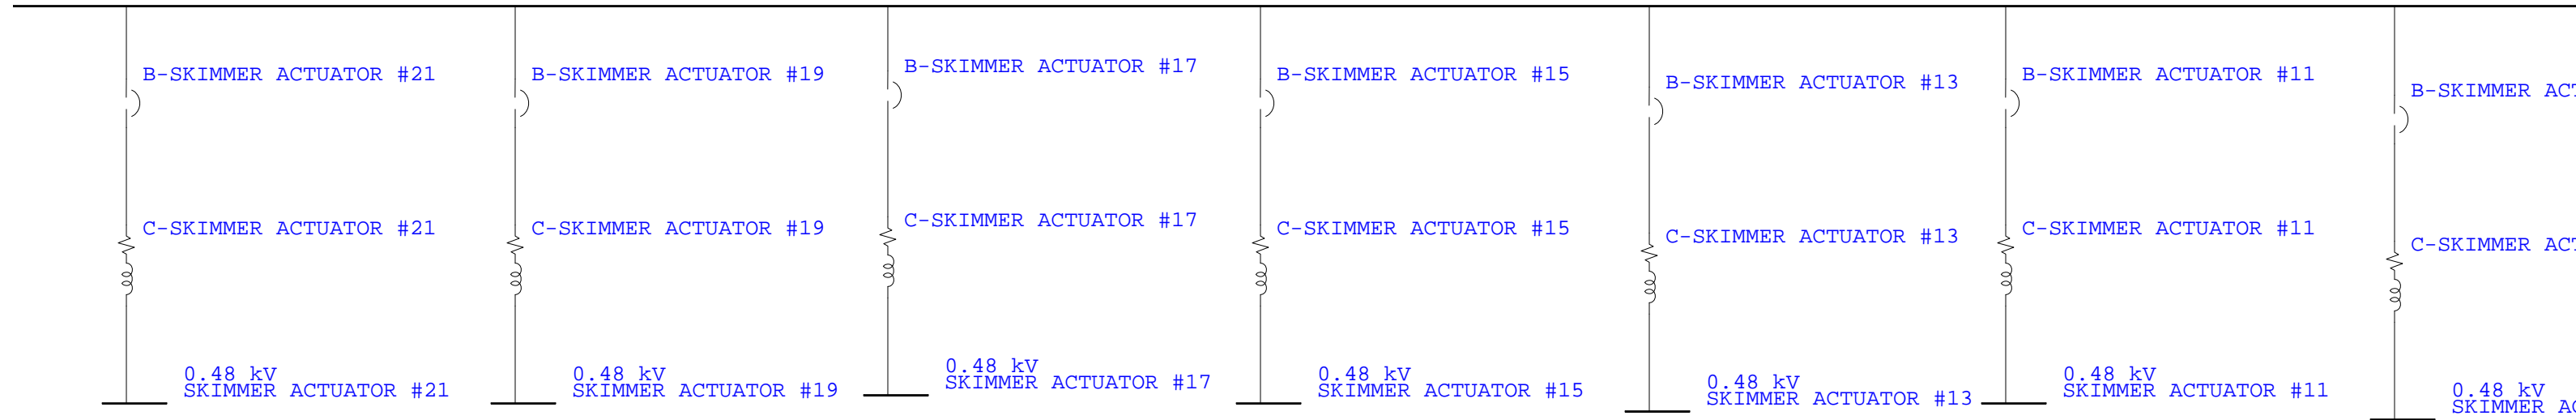 B-SKIMMER ACTUATOR #21
B-SKIMMER ACTUATOR #19
B-SKIMMER ACTUATOR #17
B-SKIMMER ACTUATOR #15
B-SKIMMER ACTUATOR #13
B-SKIMMER ACTUATOR #11
B-SKIMMER
C-SKIMMER ACTUATOR #21
C-SKIMMER ACTUATOR #19
C-SKIMMER ACTUATOR #17
C-SKIMMER ACTUATOR #15
C-SKIMMER ACTUATOR #13
C-SKIMMER ACTUATOR #11
C-SKIMMER
0.48 kV
SKIMMER ACTUATOR #21
0.48 kV
SKIMMER ACTUATOR #19
0.48 kV
SKIMMER ACTUATOR #17
0.48 kV
SKIMMER ACTUATOR #15
0.48 kV
SKIMMER ACTUATOR #13
0.48 kV
SKIMMER ACTUATOR #11
0.48 kV
SKIMMER